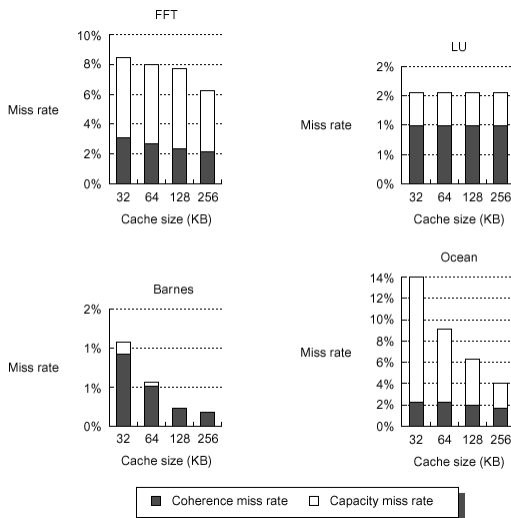 FFT
10%
8%
6%
4%
2%
0%
Miss rate
32 64 128 256
Cache size (KB)
LU
2%
2%
1%
1%
0%
Miss rate
32 64 128 256
Cache size (KB)
Barnes
2%
1%
1%
0%
Miss rate
32 64 128 256
Cache size (KB)
Ocean
14%
12%
10%
8%
6%
4%
2%
0%
Miss rate
32 64 128 256
Cache size (KB)
Coherence miss rate Capacity miss rate